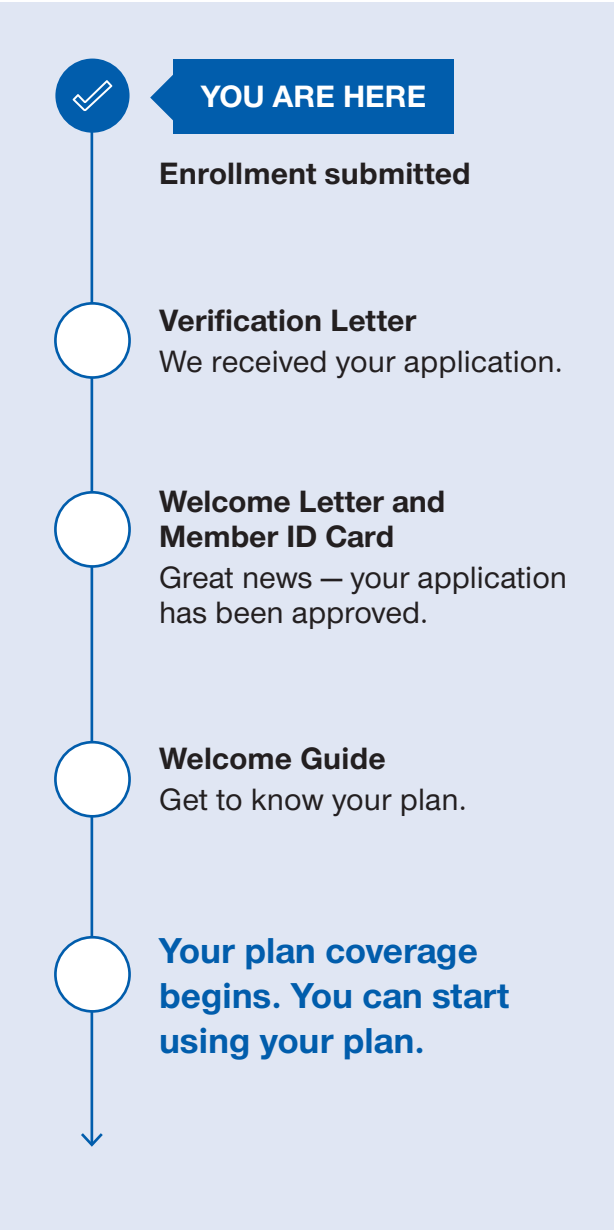 YOU ARE HERE
Enrollment submitted
Verification Letter
We received your application.
Welcome Letter and
Member ID Card
Great news — your application
has been approved.
Welcome Guide
Get to know your plan.
Your plan coverage
begins. You can start
using your plan.